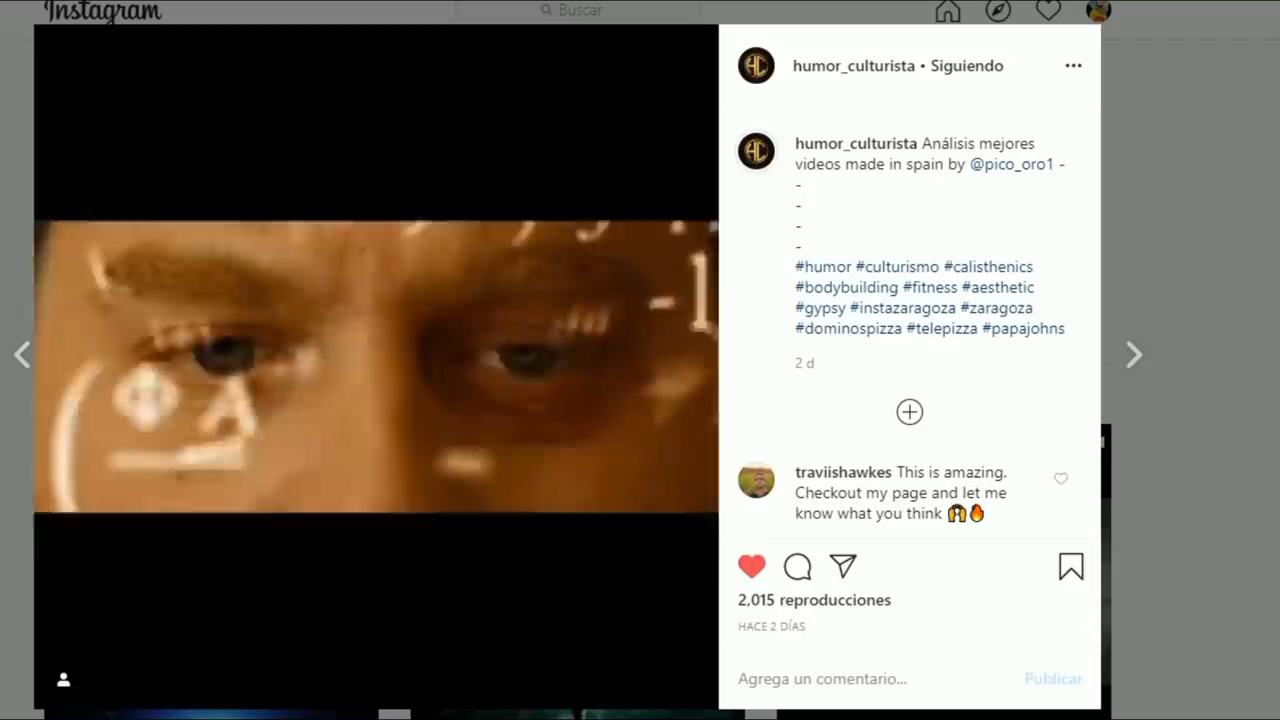 Instagram
Buscar
humor_culturista • Siguiendo
humor_culturista Análisis mejores
videos made in spain by @pico_oro1 -
-
-
-
-
#humor #culturismo #calisthenics
#bodybuilding #fitness #aesthetic
#gypsy #instazaragoza #zaragoza
#dominospizza #telepizza #papajohns
2 d
traviishawkes This is amazing.
Checkout my page and let me
know what you think 🙌🔥
2,015 reproducciones
HACE 2 DÍAS
Agrega un comentario...
Publicar